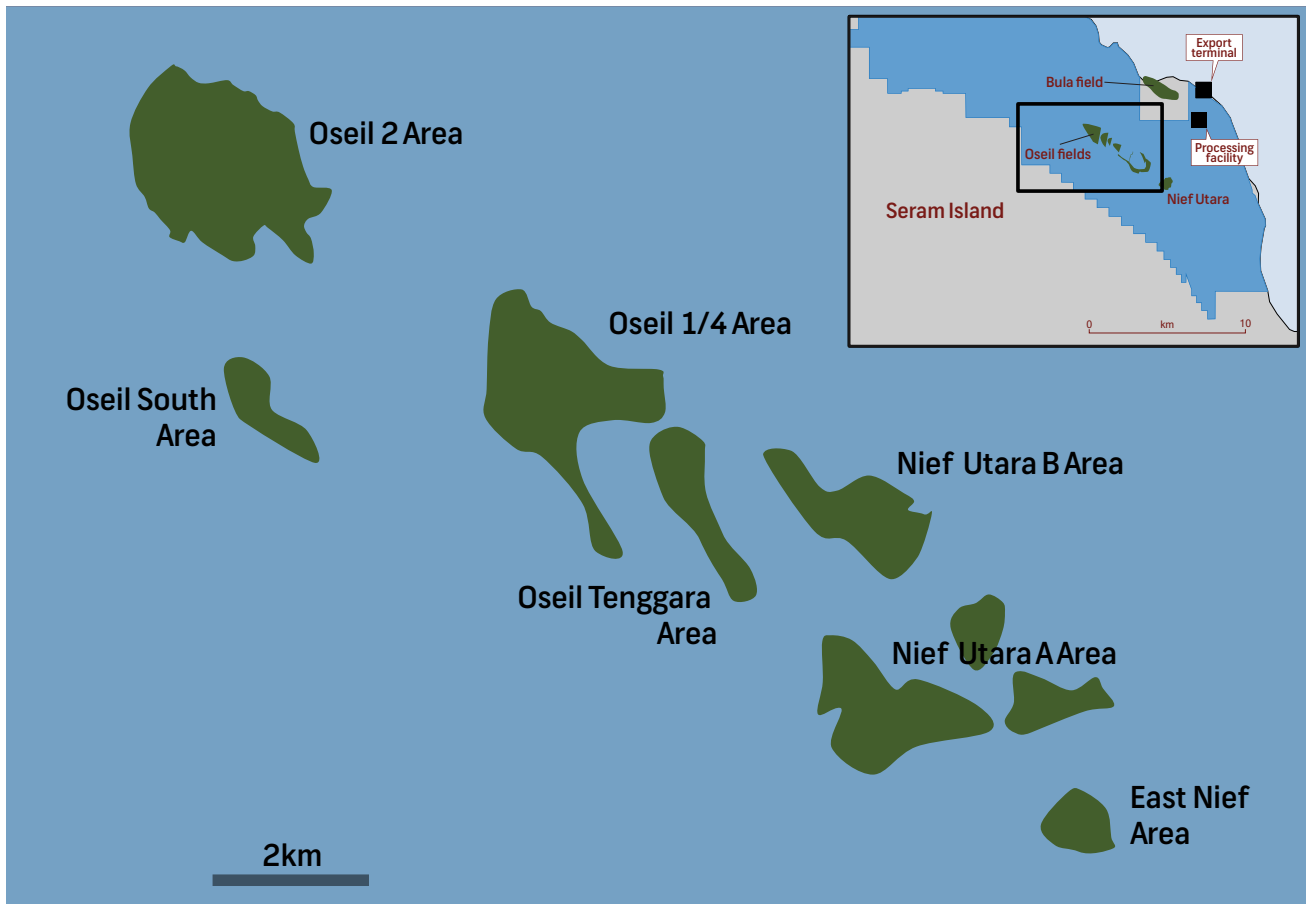 Export
terminal
Bula field
Oseil 2 Area
Oseil fields
Processing
facility
Nief Utara
Seram Island
0 km 10
Oseil 1/4 Area
Oseil South
Area
Nief Utara B Area
Oseil Tenggara
Area
Nief Utara A Area
East Nief
Area
2km